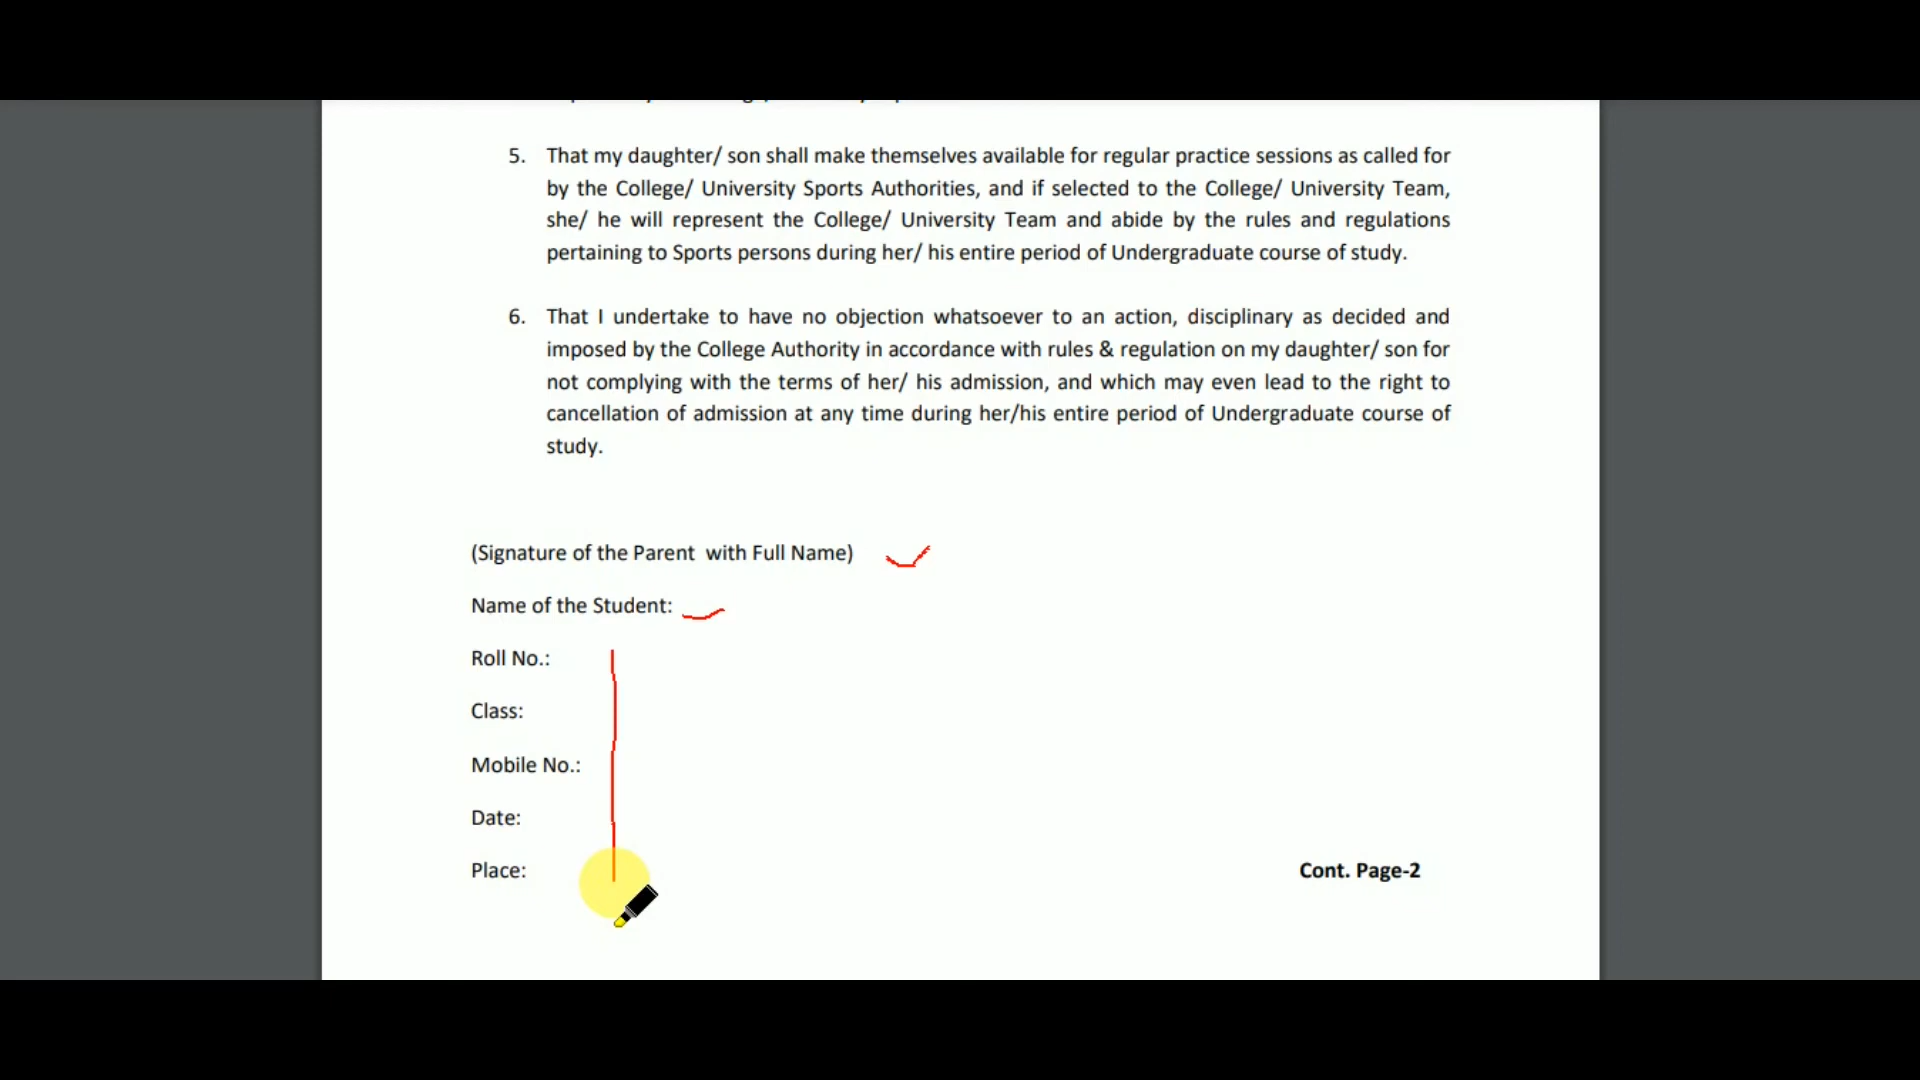 5. That my daughter/ son shall make themselves available for regular practice sessions as called for
by the College/ University Sports Authorities, and if selected to the College/ University Team,
she/ he will represent the College/ University Team and abide by the rules and regulations
pertaining to Sports persons during her/ his entire period of Undergraduate course of study.
6. That I undertake to have no objection whatsoever to an action, disciplinary as decided and
imposed by the College Authority in accordance with rules & regulation on my daughter/ son for
not complying with the terms of her/ his admission, and which may even lead to the right to
cancellation of admission at any time during her/his entire period of Undergraduate course of
study.
(Signature of the Parent with Full Name)
Name of the Student:
Roll No.:
Class:
Mobile No.:
Date:
Place: Cont. Page-2